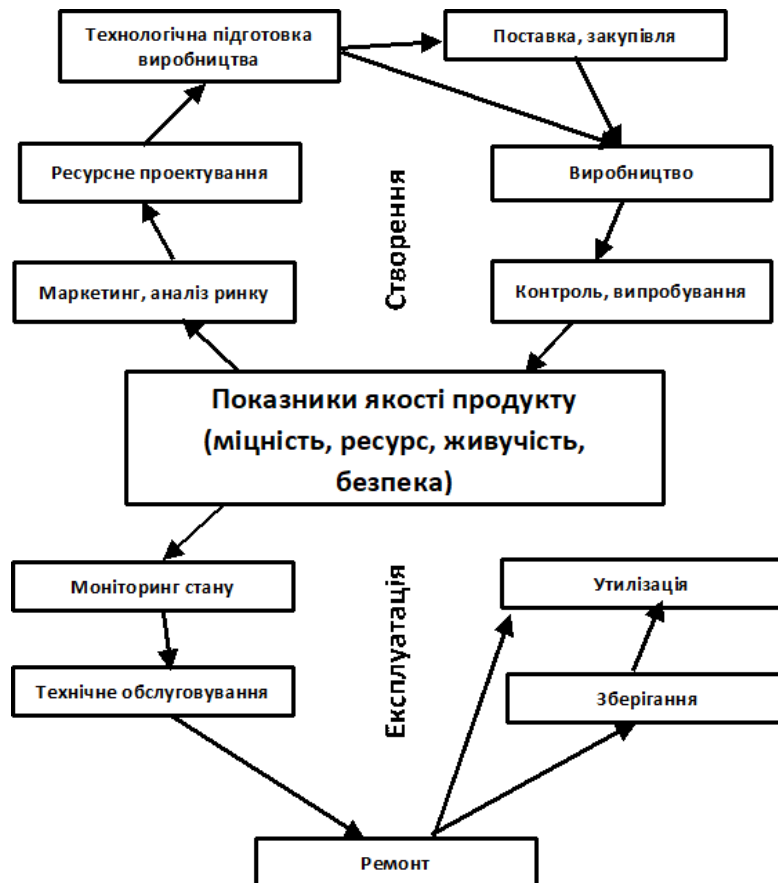 Технологічна підготовка
виробництва
Поставка, закупівля
Ресурсне проектування
Виробництво
Створення
Маркетинг, аналіз ринку
Контроль, випробування
Показники якості продукту
(міцність, ресурс, живучість,
безпека)
Моніторинг стану
Утилізація
Експлуатація
Технічне обслуговування
Зберігання
Ремонт